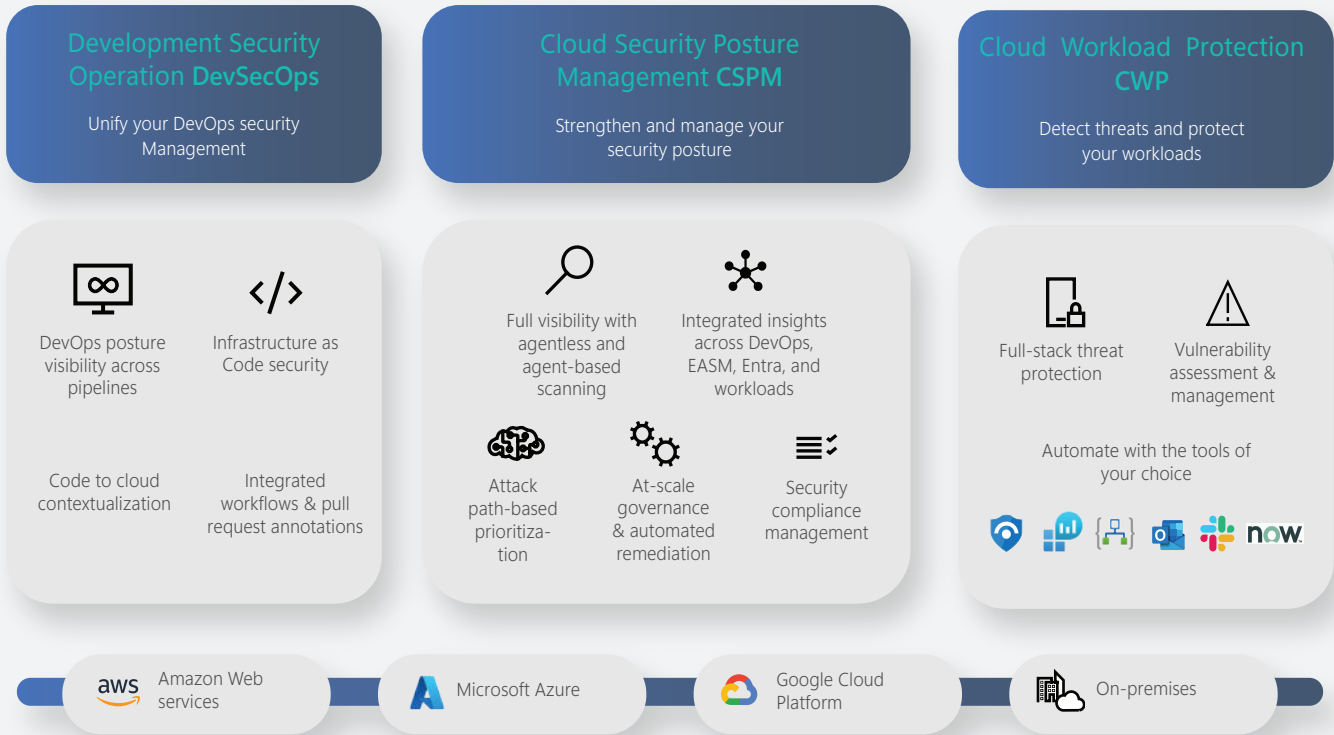 Development Security
Operation DevSecOps
Unify your DevOps security
Management
Cloud Security Posture
Management CSPM
Strengthen and manage your
security posture
Cloud Workload Protection
CWP
Detect threats and protect
your workloads
DevOps posture
visibility across
pipelines
Infrastructure as
Code security
Code to cloud
contextualization
Integrated
workflows & pull
request annotations
Full visibility with
agentless and
agent-based
scanning
Integrated insights
across DevOps,
EASM, Entra, and
workloads
Attack
path-based
prioritiza-
tion
At-scale
governance
& automated
remediation
Security
compliance
management
Full-stack threat
protection
Vulnerability
assessment &
management
Automate with the tools of
your choice
now.
aws
Amazon Web
services
Microsoft Azure
Google Cloud
Platform
On-premises